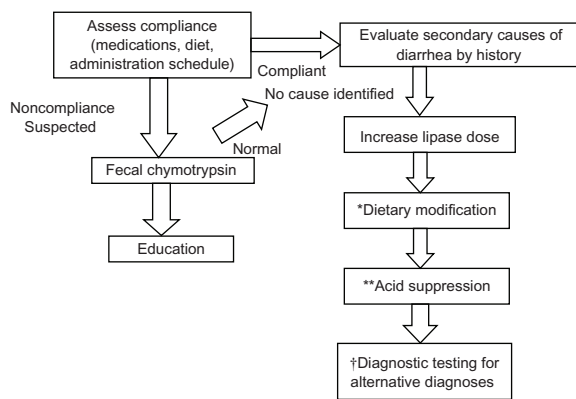 Assess compliance
(medications, diet,
administration schedule)
Evaluate secondary causes of
diarrhea by history
Compliant
No cause identified
Noncompliance
Suspected
Normal
Increase lipase dose
Fecal chymotrypsin
*Dietary modification
Education
**Acid suppression
†Diagnostic testing for
alternative diagnoses